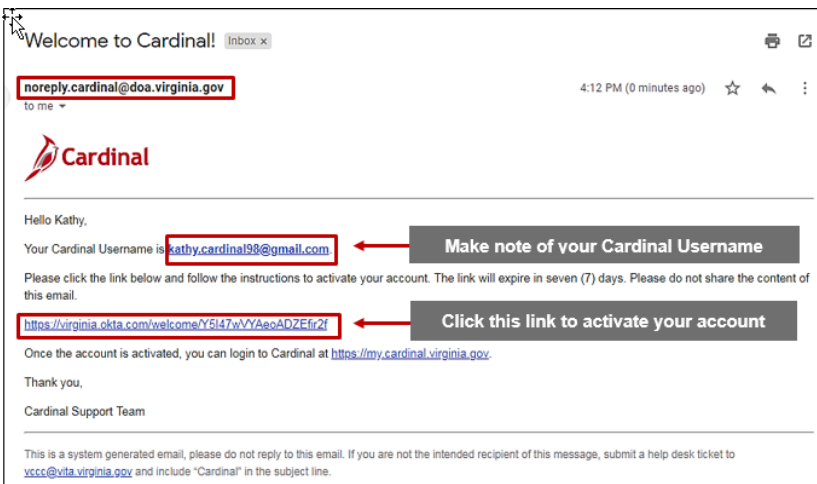 Welcome to Cardinal! Inbox x
noreply.cardinal@doa.virginia.gov 4:12 PM (0 minutes ago)
to me
Cardinal
Hello Kathy,
Your Cardinal Username is kathy.cardinal98@gmail.com. Make note of your Cardinal Username
Please click the link below and follow the instructions to activate your account. The link will expire in seven (7) days. Please do not share the content of
this email.
https://virginia.okta.com/welcome/Y5I47wVYAeoADZEfir2f Click this link to activate your account
Once the account is activated, you can login to Cardinal at https://my.cardinal.virginia.gov.
Thank you,
Cardinal Support Team
This is a system generated email, please do not reply to this email. If you are not the intended recipient of this message, submit a help desk ticket to
vccc@vita.virginia.gov and include “Cardinal” in the subject line.